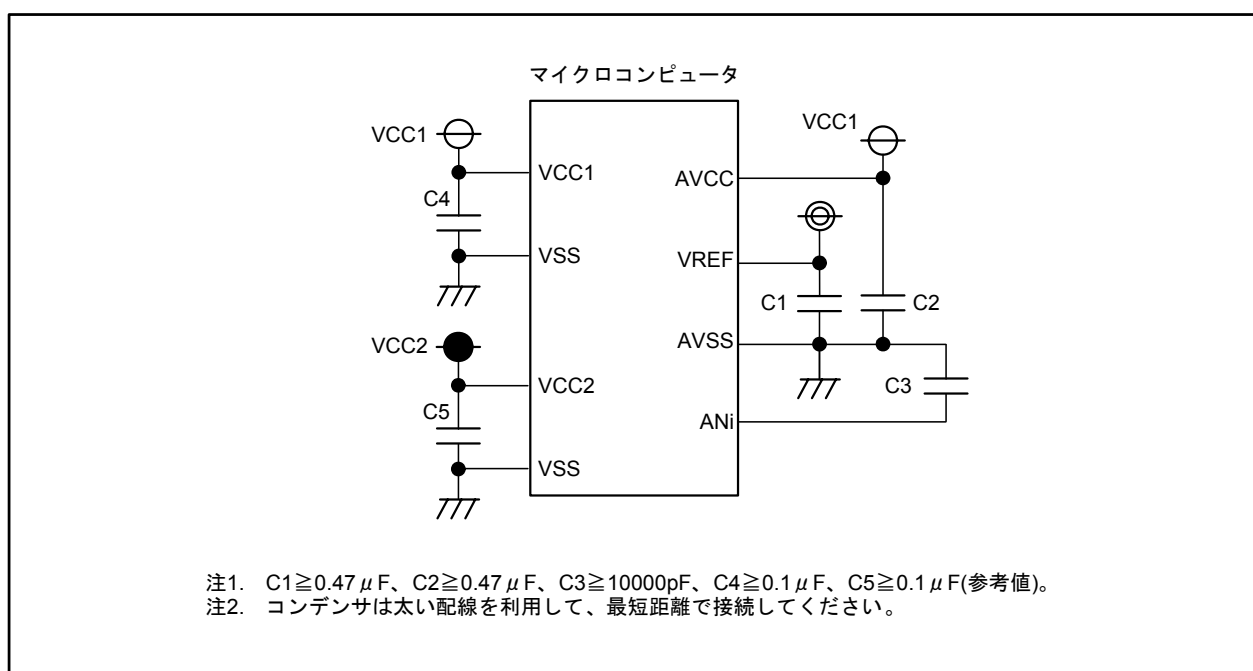 マイクロコンピュータ
VCC1
VCC1
C4
VSS
VCC2
VCC2
C5
VSS
VCC1
AVCC
VREF
C1
C2
AVSS
C3
ANi
注1. C1≧0.47μF、C2≧0.47μF、C3≧10000pF、C4≧0.1μF、C5≧0.1μF(参考値)。
注2. コンデンサは太い配線を利用して、最短距離で接続してください。